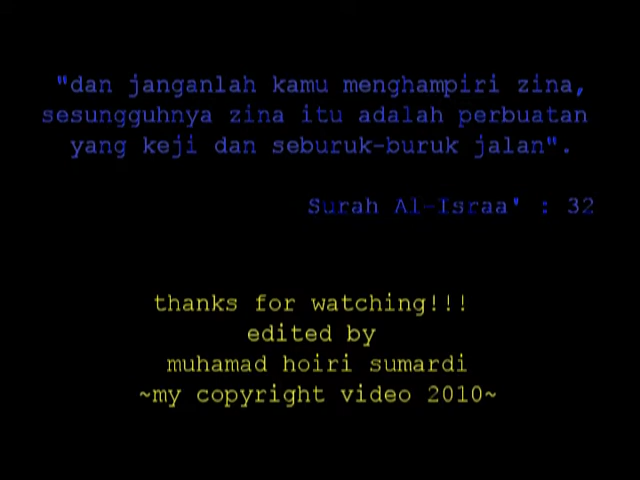 "dan janganlah kamu menghampiri zina,
sesungguhnya zina itu adalah perbuatan
yang keji dan seburuk-buruk jalan".
Surah Al-Israa' : 32
thanks for watching!!!
edited by
muhamad hoiri sumardi
~my copyright video 2010~